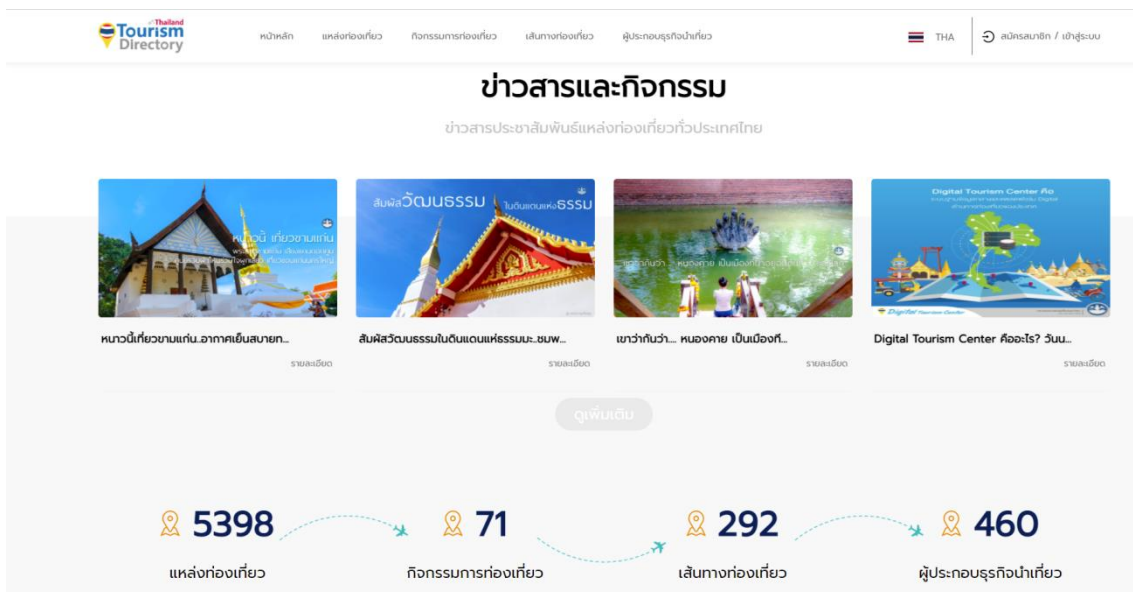 Thailand
Tourism
Directory
หน้าหลัก แหล่งท่องเที่ยว กิจกรรมการท่องเที่ยว เส้นทางท่องเที่ยว ผู้ประกอบธุรกิจนำเที่ยว THA สมัครสมาชิก / เข้าสู่ระบบ
ข่าวสารและกิจกรรม
ข่าวสารประชาสัมพันธ์แหล่งท่องเที่ยวทั่วประเทศไทย
หนาวนี้ เที่ยวขามแก่น
สัมผัสวัฒนธรรม ในดินแดนแห่งธรรม
Digital Tourism Center คือ
Digital Tourism Center
หนาวนี้เที่ยวขามแก่น..อากาศเย็นสบายท...
สัมผัสวัฒนธรรมในดินแดนแห่ธรรมมะ..ชมพ...
เขาว่ากันว่า.... หนองคาย เป็นเมืองที...
Digital Tourism Center คืออะไร? วันน...
รายละเอียด รายละเอียด รายละเอียด รายละเอียด
ดูเพิ่มเติม
5398 71 292 460
แหล่งท่องเที่ยว กิจกรรมการท่องเที่ยว เส้นทางท่องเที่ยว ผู้ประกอบธุรกิจนำเที่ยว